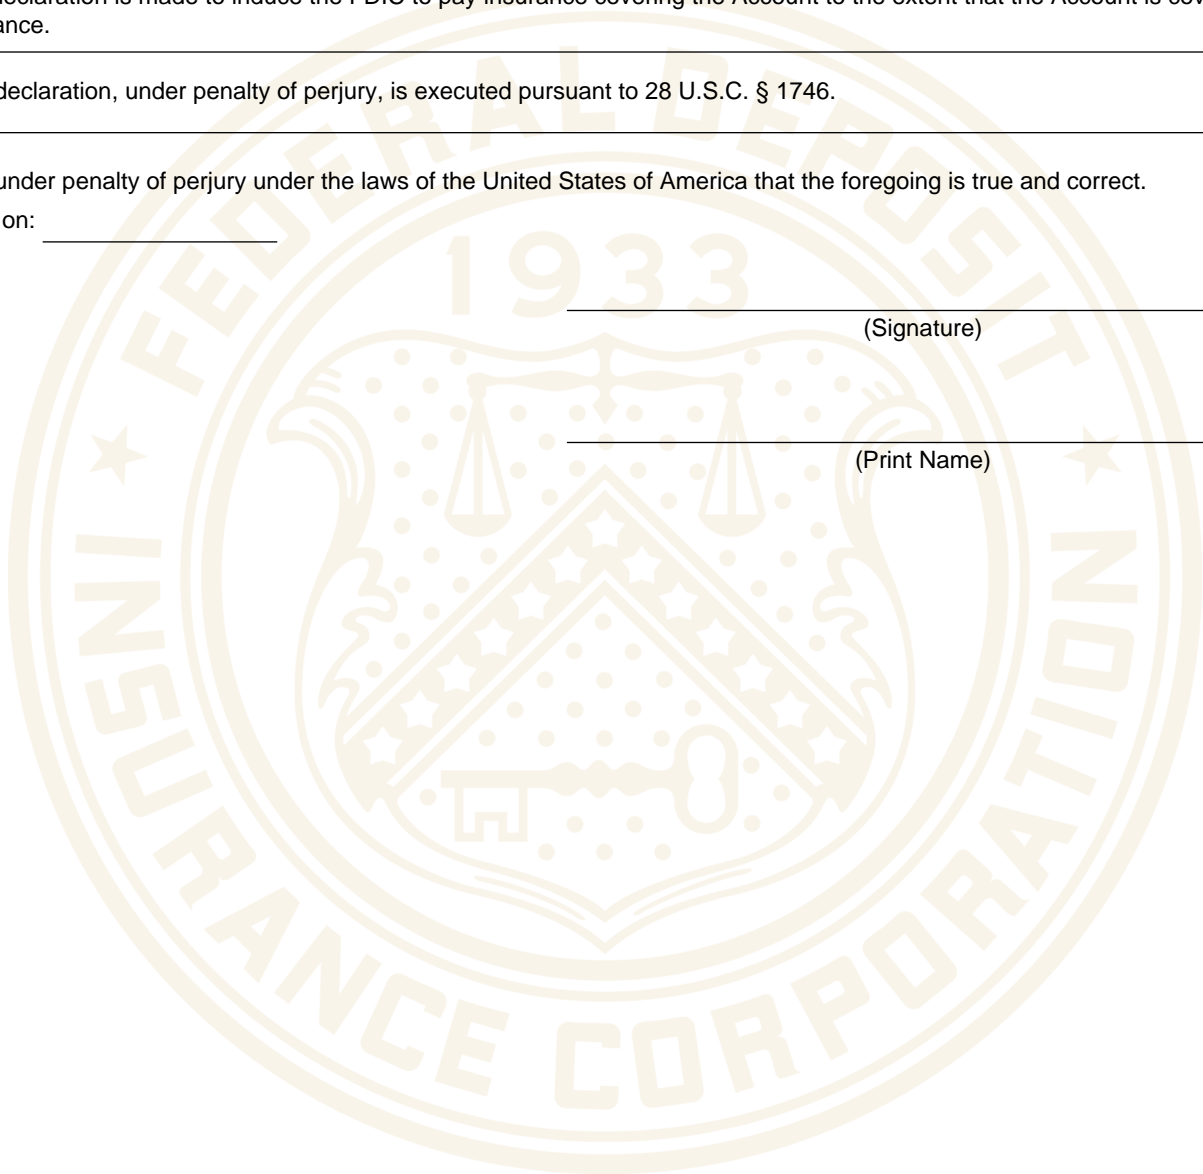 declaration is made to induce the FDIC to pay insurance covering the Account to the extent that the Account is cov
ance.
declaration, under penalty of perjury, is executed pursuant to 28 U.S.C. § 1746.
under penalty of perjury under the laws of the United States of America that the foregoing is true and correct.
on:
(Signature)
(Print Name)
FEDERAL DEPOSIT INSURANCE CORPORATION
1933